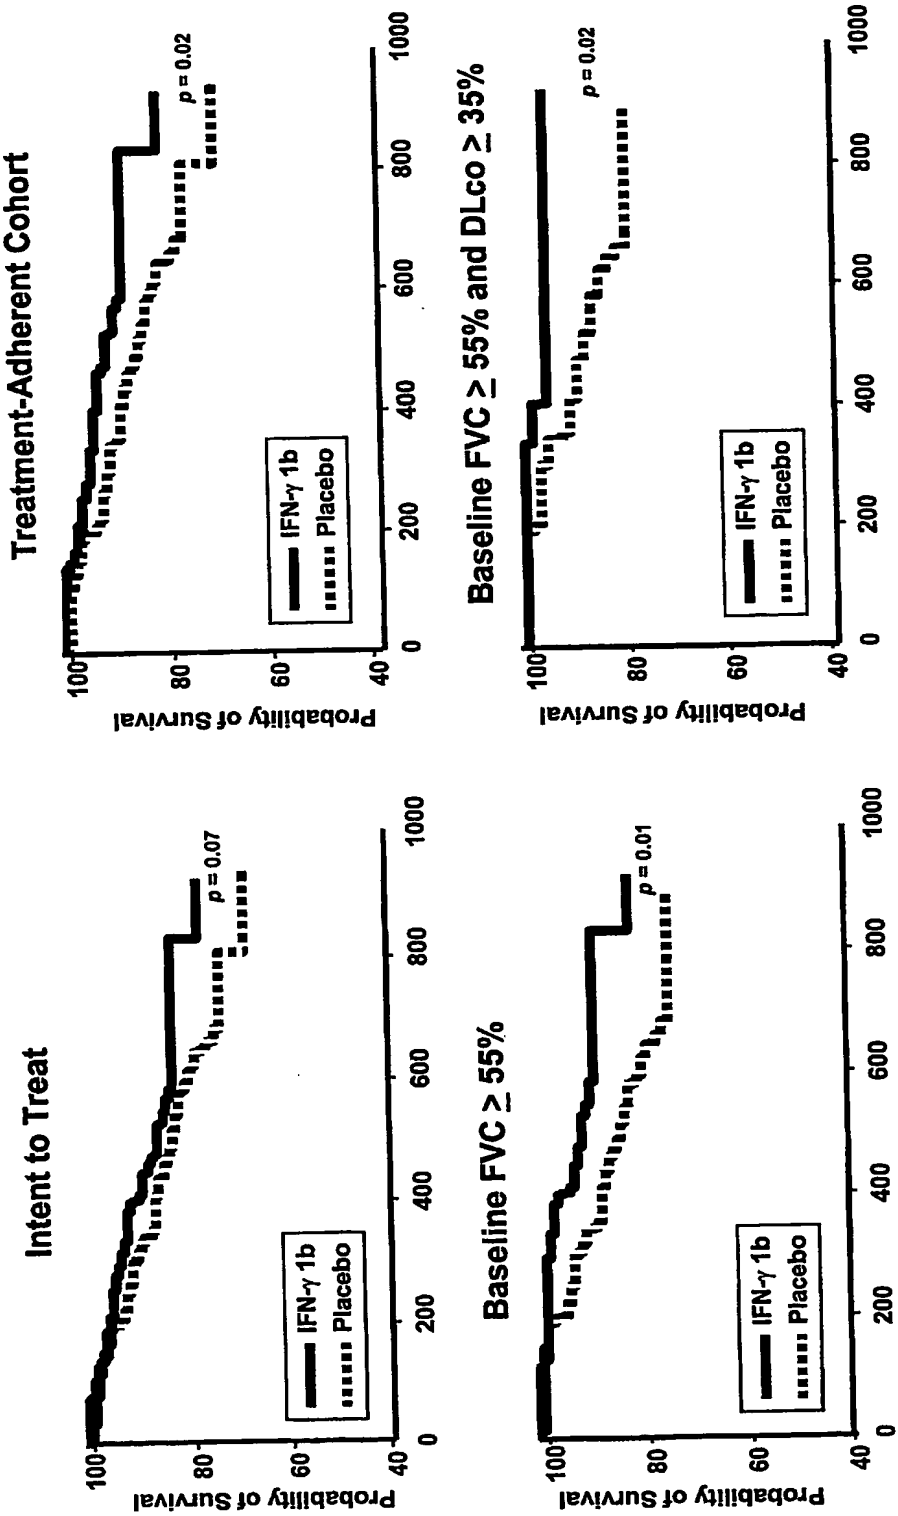 Intent to Treat
Probability of Survival
100
80
60
40
0
200
400
600
800
1000
IFN-γ 1b
Placebo
p = 0.07
Treatment-Adherent Cohort
Probability of Survival
100
80
60
40
0
200
400
600
800
1000
IFN-γ 1b
Placebo
p = 0.02
Baseline FVC ≥ 55%
Probability of Survival
100
80
60
40
0
200
400
600
800
1000
IFN-γ 1b
Placebo
p = 0.01
Baseline FVC ≥ 55% and DLco ≥ 35%
Probability of Survival
100
80
60
40
0
200
400
600
800
1000
IFN-γ 1b
Placebo
p = 0.02